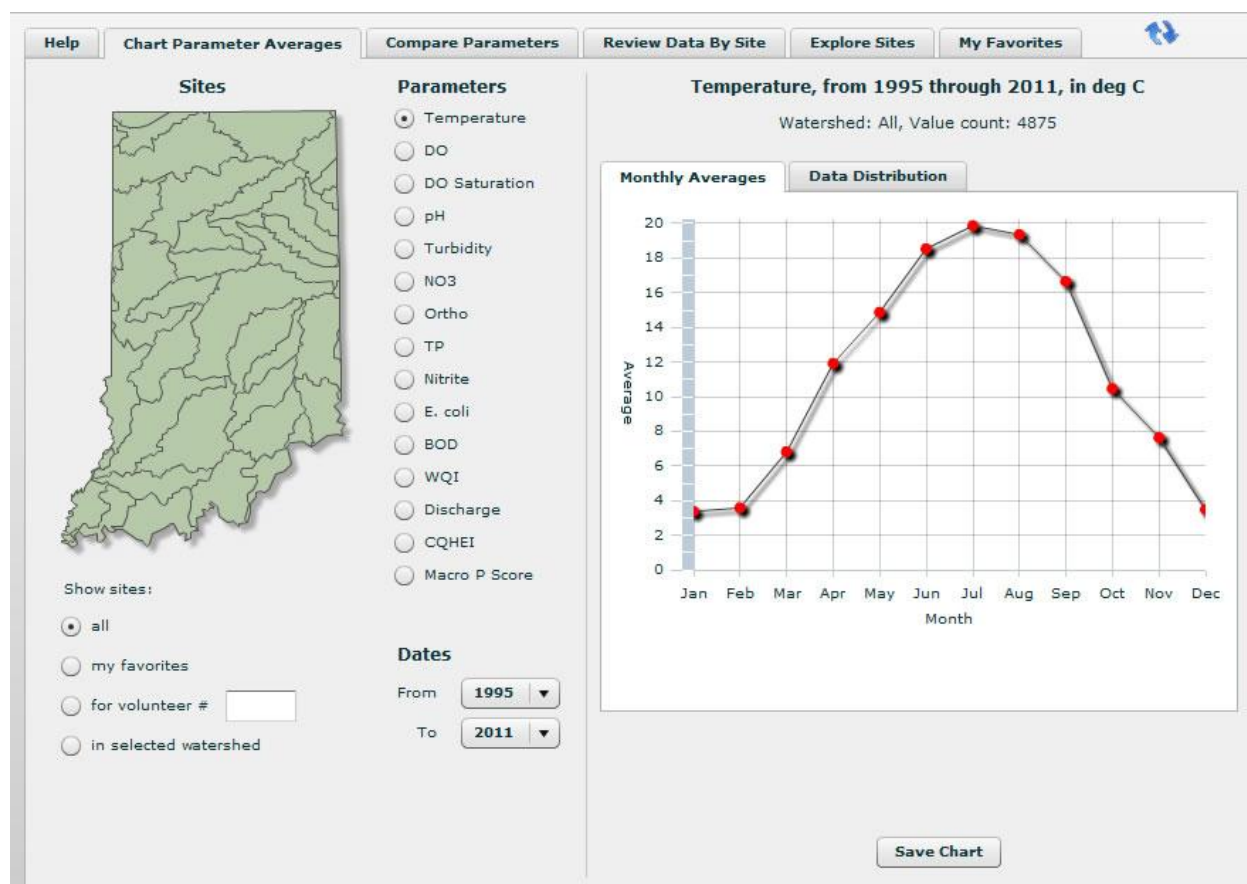 Help
Chart Parameter Averages
Compare Parameters
Review Data By Site
Explore Sites
My Favorites
Sites
Show sites:
all
my favorites
for volunteer #
in selected watershed
Parameters
Temperature
DO
DO Saturation
pH
Turbidity
NO3
Ortho
TP
Nitrite
E. coli
BOD
WQI
Discharge
CQHEI
Macro P Score
Dates
From 1995
To 2011
Temperature, from 1995 through 2011, in deg C
Watershed: All, Value count: 4875
Monthly Averages
Data Distribution
Average
20
18
16
14
12
10
8
6
4
2
0
Jan Feb Mar Apr May Jun Jul Aug Sep Oct Nov Dec
Month
Save Chart